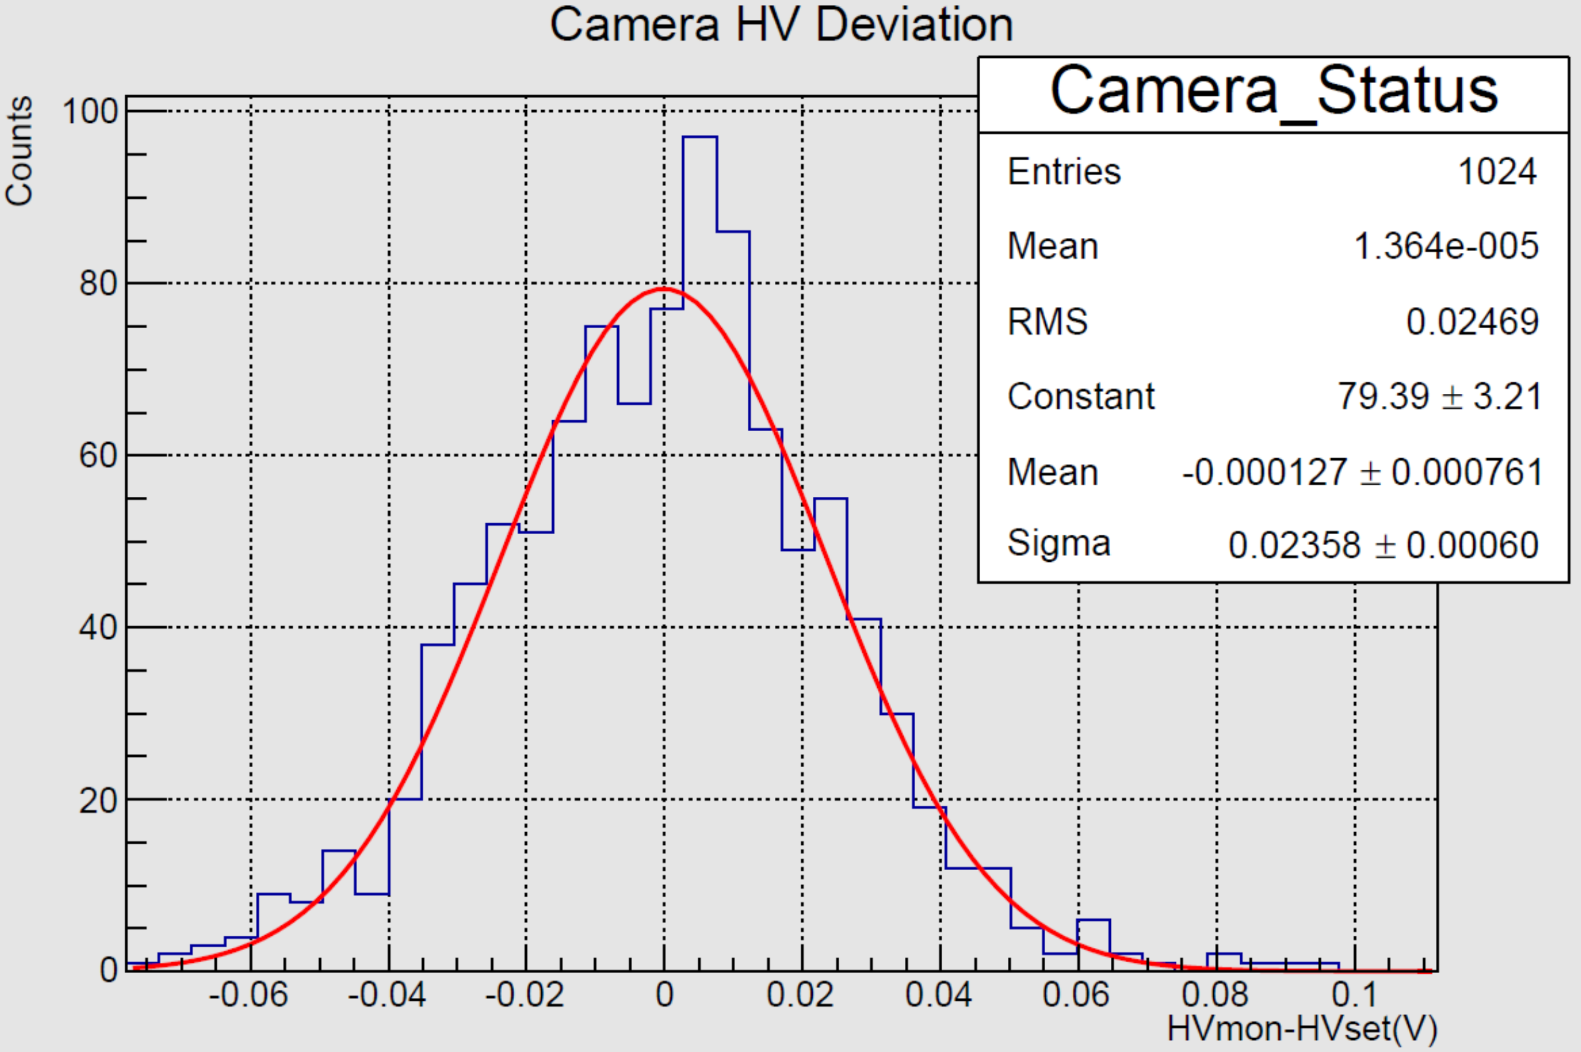 Camera HV Deviation
Camera_Status
Entries 1024
Mean 1.364e-005
RMS 0.02469
Constant 79.39 ± 3.21
Mean -0.000127 ± 0.000761
Sigma 0.02358 ± 0.00060
Counts
100
80
60
40
20
0
-0.06 -0.04 -0.02 0 0.02 0.04 0.06 0.08 0.1
HVmon-HVset(V)